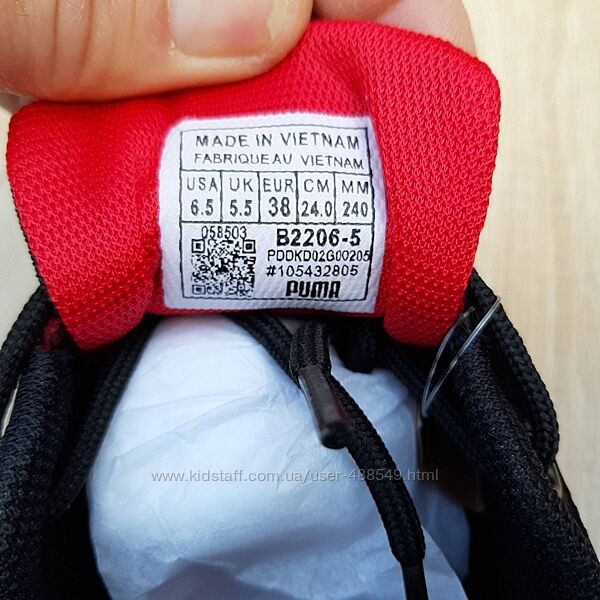 MADE IN VIETNAM
FABRIQUEAU VIETNAM
USA UK EUR CM MM
6.5 5.5 38 24.0 240
05B503
B2206-5
PDDKD02G00205
#105432805
PUMA
www.kidstaff.com.ua/user-488549.html